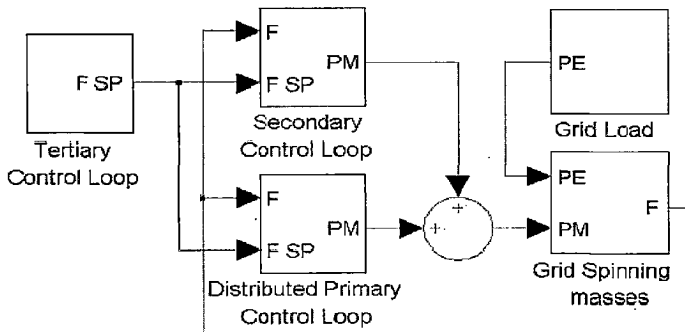 F SP
Tertiary
Control Loop
F
PM
F SP
Secondary
Control Loop
F
PM
F SP
Distributed Primary
Control Loop
+
+
PE
Grid Load
PE
F
PM
Grid Spinning
masses